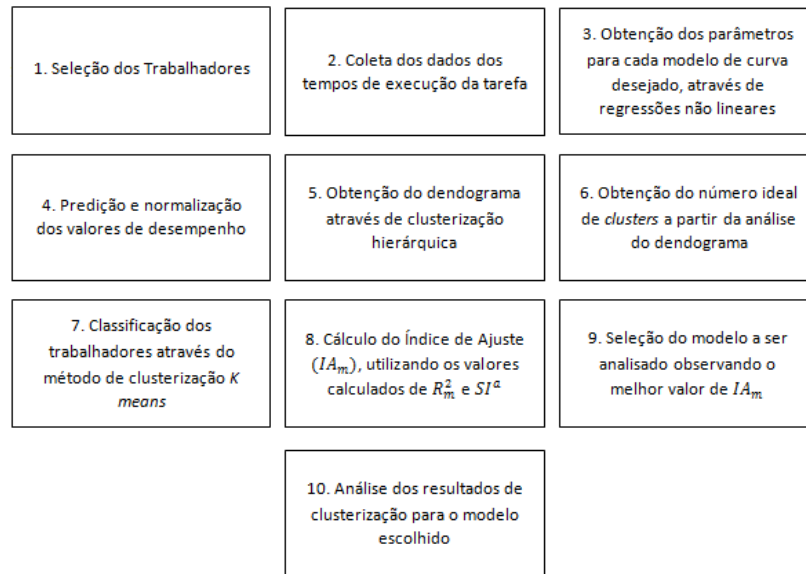 1. Seleção dos Trabalhadores
2. Coleta dos dados dos
tempos de execução da tarefa
3. Obtenção dos parâmetros
para cada modelo de curva
desejado, através de
regressões não lineares
4. Predição e normalização
dos valores de desempenho
5. Obtenção do dendograma
através de clusterização
hierárquica
6. Obtenção do número ideal
de clusters a partir da análise
do dendograma
7. Classificação dos
trabalhadores através do
método de clusterização K
means
8. Cálculo do Índice de Ajuste
(IAₘ), utilizando os valores
calculados de R²ₘ e SIᵃ
9. Seleção do modelo a ser
analisado observando o
melhor valor de IAₘ
10. Análise dos resultados de
clusterização para o modelo
escolhido